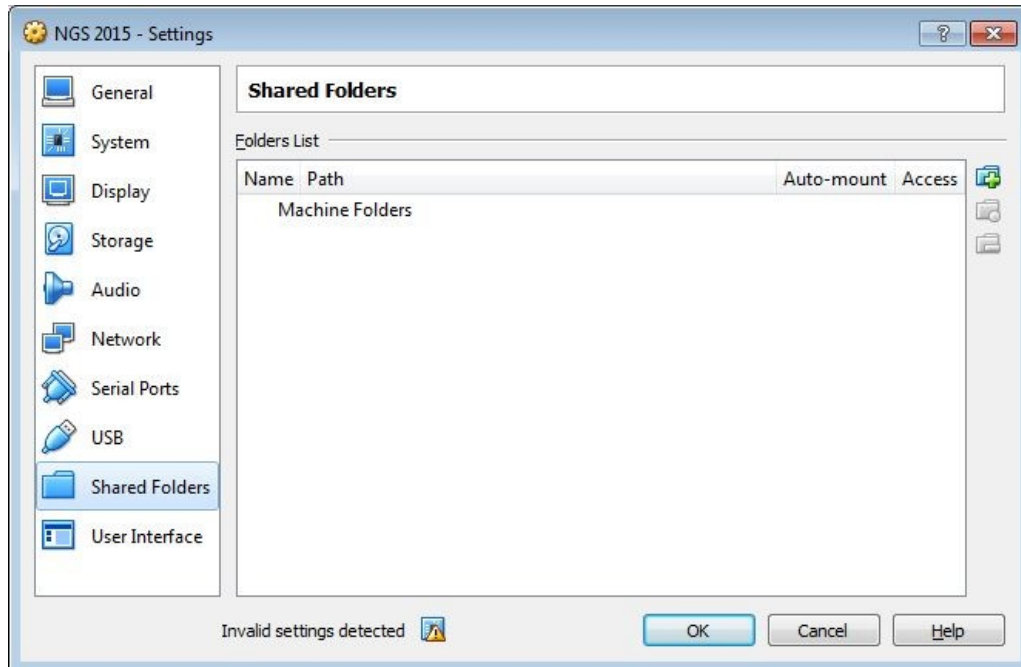 NGS 2015 - Settings
General
System
Display
Storage
Audio
Network
Serial Ports
USB
Shared Folders
User Interface
Shared Folders
Folders List
Name Path Auto-mount Access
Machine Folders
Invalid settings detected
OK Cancel Help